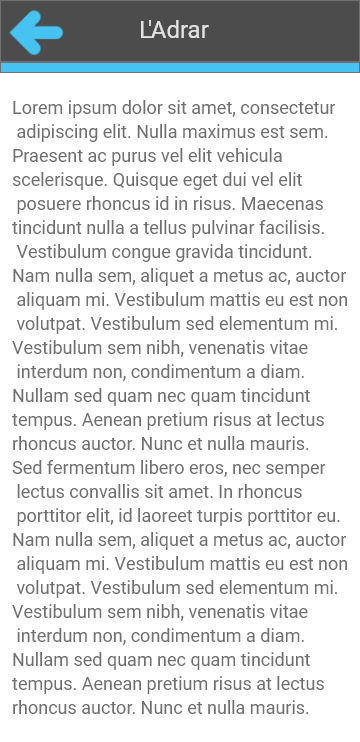 L'Adrar
Lorem ipsum dolor sit amet, consectetur
adipiscing elit. Nulla maximus est sem.
Praesent ac purus vel elit vehicula
scelerisque. Quisque eget dui vel elit
posuere rhoncus id in risus. Maecenas
tincidunt nulla a tellus pulvinar facilisis.
Vestibulum congue gravida tincidunt.
Nam nulla sem, aliquet a metus ac, auctor
aliquam mi. Vestibulum mattis eu est non
volutpat. Vestibulum sed elementum mi.
Vestibulum sem nibh, venenatis vitae
interdum non, condimentum a diam.
Nullam sed quam nec quam tincidunt
tempus. Aenean pretium risus at lectus
rhoncus auctor. Nunc et nulla mauris.
Sed fermentum libero eros, nec semper
lectus convallis sit amet. In rhoncus
porttitor elit, id laoreet turpis porttitor eu.
Nam nulla sem, aliquet a metus ac, auctor
aliquam mi. Vestibulum mattis eu est non
volutpat. Vestibulum sed elementum mi.
Vestibulum sem nibh, venenatis vitae
interdum non, condimentum a diam.
Nullam sed quam nec quam tincidunt
tempus. Aenean pretium risus at lectus
rhoncus auctor. Nunc et nulla mauris.